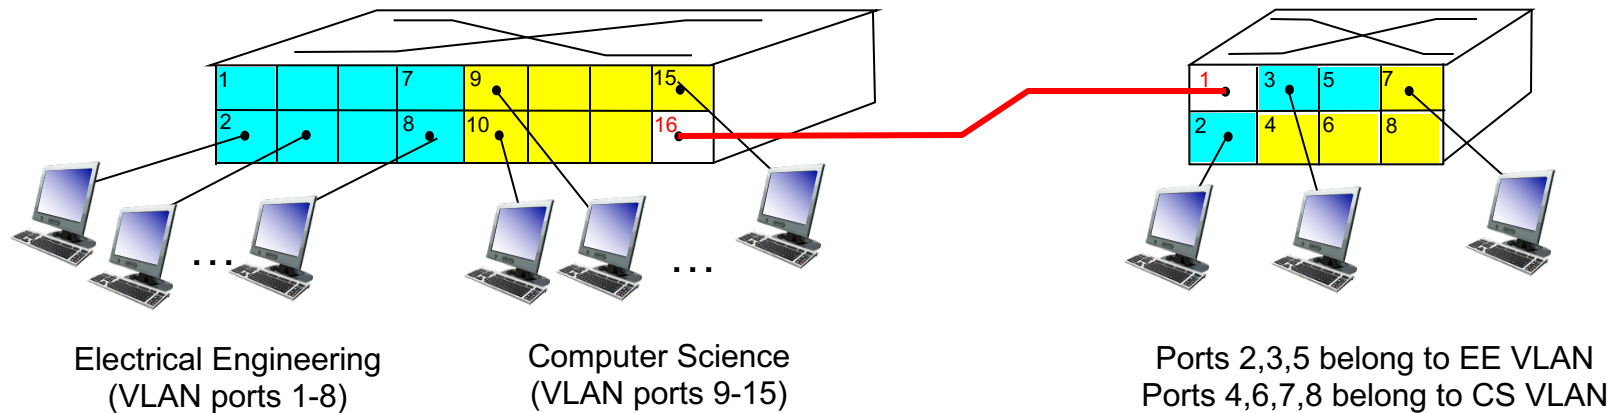 1 7 9 15
2 8 10 16
1 3 5 7
2 4 6 8
... ...
Electrical Engineering
(VLAN ports 1-8)
Computer Science
(VLAN ports 9-15)
Ports 2,3,5 belong to EE VLAN
Ports 4,6,7,8 belong to CS VLAN